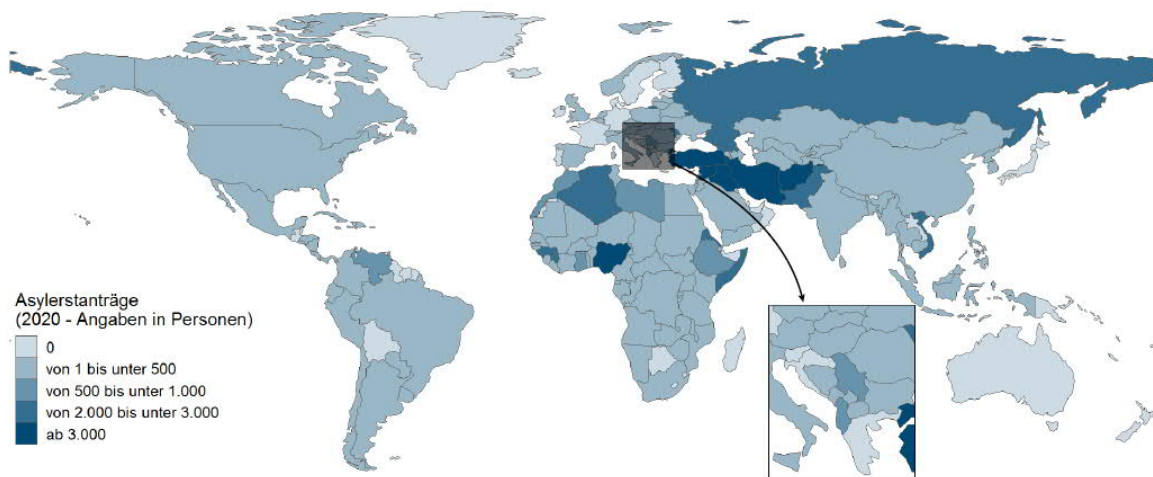 Asylerstanträge
(2020 - Angaben in Personen)
0
von 1 bis unter 500
von 500 bis unter 1.000
von 2.000 bis unter 3.000
ab 3.000